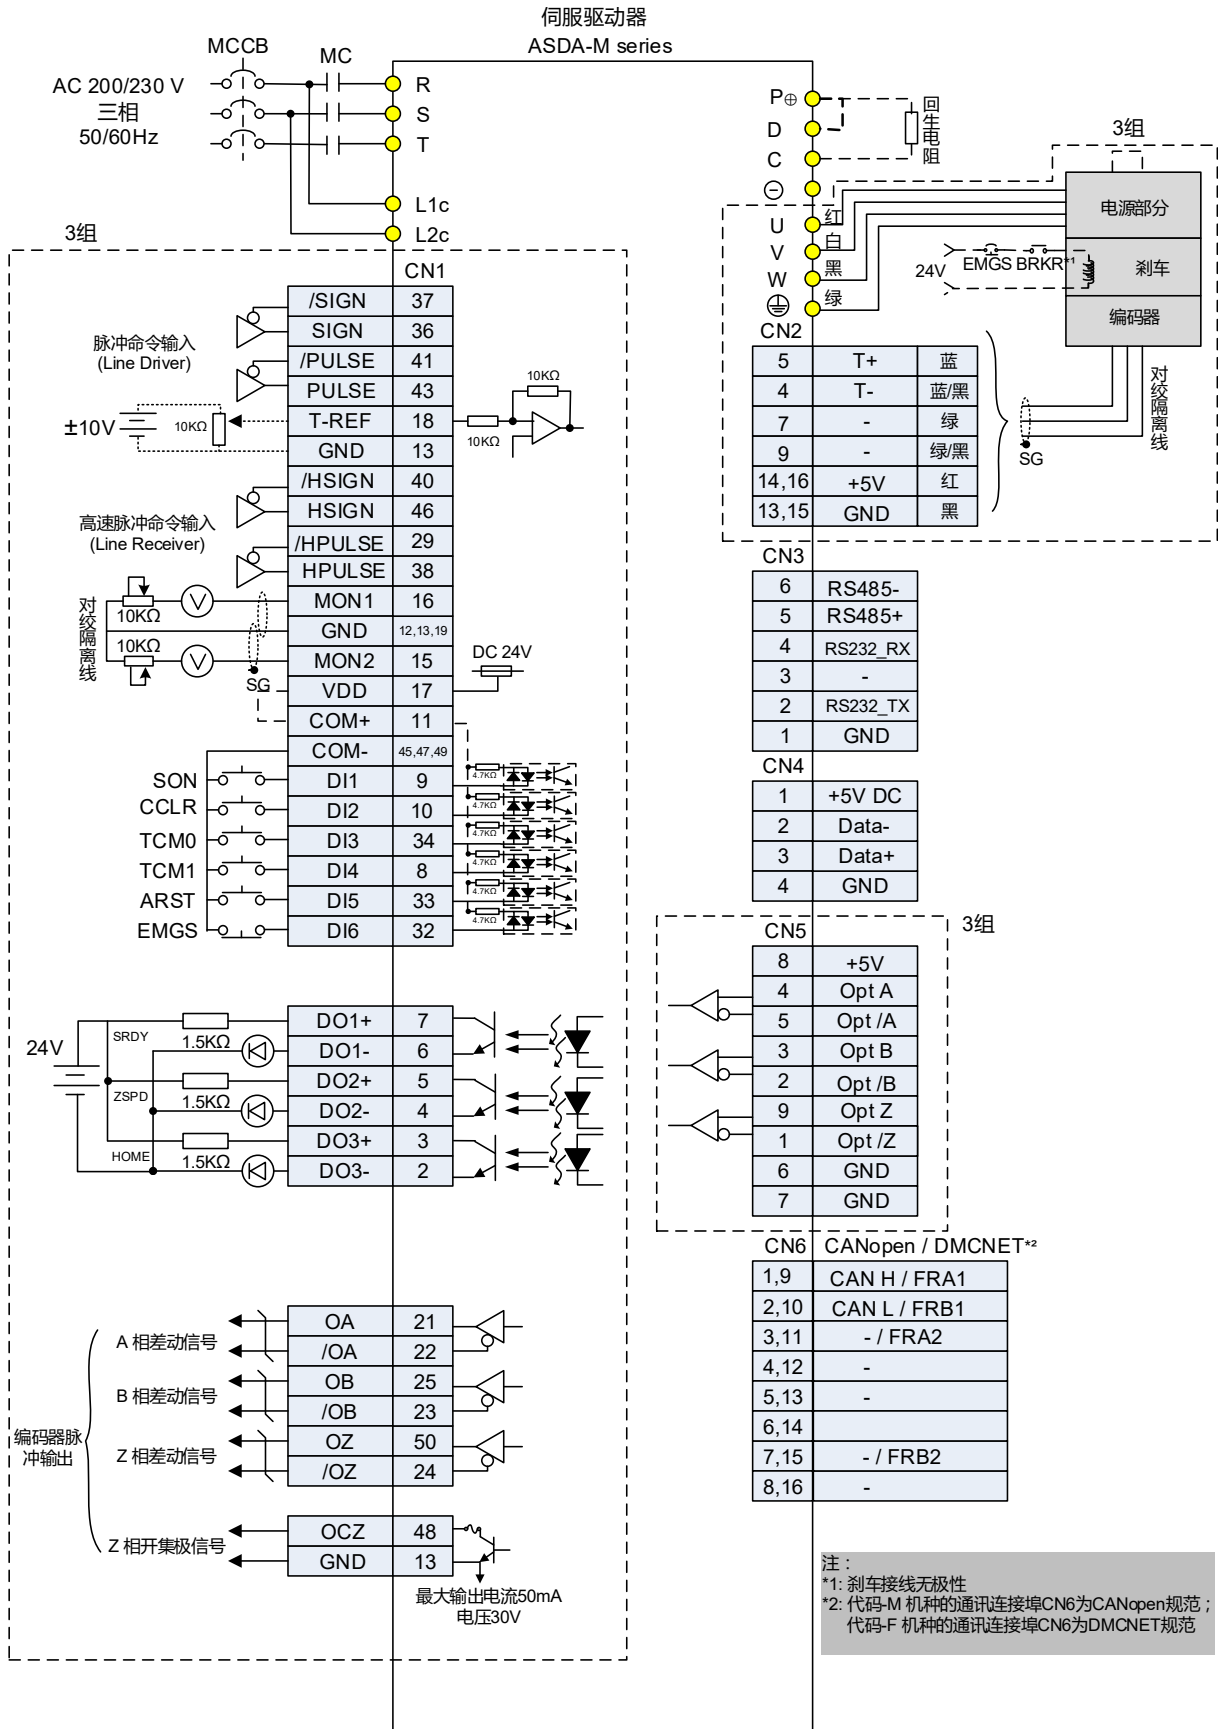 伺服驱动器
ASDA-M series
MCCB
MC
AC 200/230 V
三相
50/60Hz
R
S
T
L1c
L2c
P⊕
D
C
⊖
回生电阻
3组
U
V
W
红
白
黑
绿
24V
EMGS BRKR*1
电源部分
刹车
编码器
对绞隔离线
SG
CN2
5 T+ 蓝
4 T- 蓝/黑
7 - 绿
9 - 绿/黑
14,16 +5V 红
13,15 GND 黑
3组
CN1
/SIGN 37
SIGN 36
/PULSE 41
PULSE 43
T-REF 18
GND 13
/HSIGN 40
HSIGN 46
/HPULSE 29
HPULSE 38
MON1 16
GND 12,13,19
MON2 15
VDD 17
COM+ 11
COM- 45,47,49
DI1 9
DI2 10
DI3 34
DI4 8
DI5 33
DI6 32
脉冲命令输入
(Line Driver)
±10V
10KΩ
10KΩ
10KΩ
高速脉冲命令输入
(Line Receiver)
对绞隔离线
10KΩ
V
10KΩ
V
SG
DC 24V
SON
CCLR
TCM0
TCM1
ARST
EMGS
4.7KΩ
4.7KΩ
4.7KΩ
4.7KΩ
4.7KΩ
4.7KΩ
24V
SRDY
1.5KΩ
ZSPD
1.5KΩ
HOME
1.5KΩ
DO1+ 7
DO1- 6
DO2+ 5
DO2- 4
DO3+ 3
DO3- 2
编码器脉冲输出
A 相差动信号
B 相差动信号
Z 相差动信号
Z 相开集极信号
OA 21
/OA 22
OB 25
/OB 23
OZ 50
/OZ 24
OCZ 48
GND 13
最大输出电流50mA
电压30V
CN3
6 RS485-
5 RS485+
4 RS232_RX
3 -
2 RS232_TX
1 GND
CN4
1 +5V DC
2 Data-
3 Data+
4 GND
3组
CN5
8 +5V
4 Opt A
5 Opt /A
3 Opt B
2 Opt /B
9 Opt Z
1 Opt /Z
6 GND
7 GND
CN6 CANopen / DMCNET*2
1,9 CAN H / FRA1
2,10 CAN L / FRB1
3,11 - / FRA2
4,12 -
5,13 -
6,14
7,15 - / FRB2
8,16 -
注：
*1: 刹车接线无极性
*2: 代码-M 机种的通讯连接埠CN6为CANopen规范；
代码-F 机种的通讯连接埠CN6为DMCNET规范